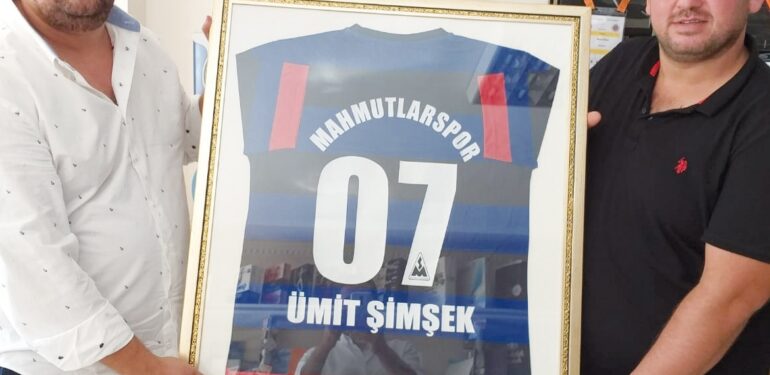 MAHMUTLARSPOR
07
ÜMİT ŞİMŞEK